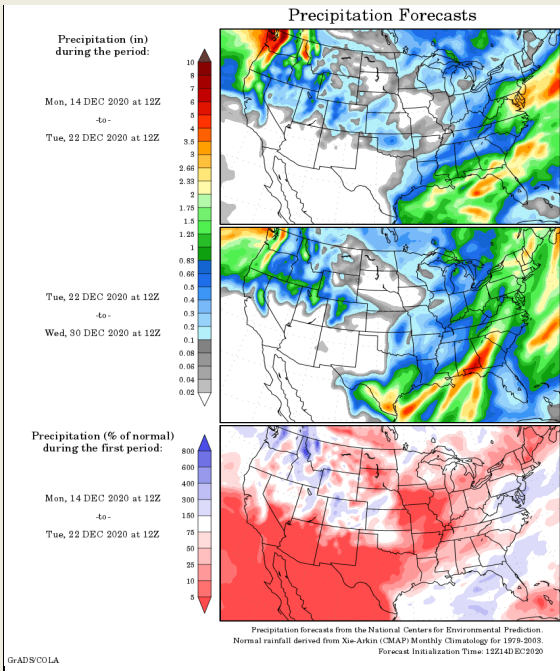 Precipitation Forecasts
Precipitation (in)
during the period:
Mon, 14 DEC 2020 at 12Z
-to-
Tue, 22 DEC 2020 at 12Z
10
8
7
6
5
4
3.5
3
2.66
2.33
2
1.75
1.5
1.25
1
0.83
0.66
0.5
0.4
0.3
0.2
0.1
0.08
0.06
0.04
0.02
Tue, 22 DEC 2020 at 12Z
-to-
Wed, 30 DEC 2020 at 12Z
Precipitation (% of normal)
during the first period:
Mon, 14 DEC 2020 at 12Z
-to-
Tue, 22 DEC 2020 at 12Z
800
600
400
300
150
75
50
25
10
5
Precipitation forecasts from the National Centers for Environmental Prediction.
Normal rainfall derived from Xie-Arkin (CMAP) Monthly Climatology for 1979-2003.
Forecast Initialization Time: 12Z14DEC2020
GrADS/COLA